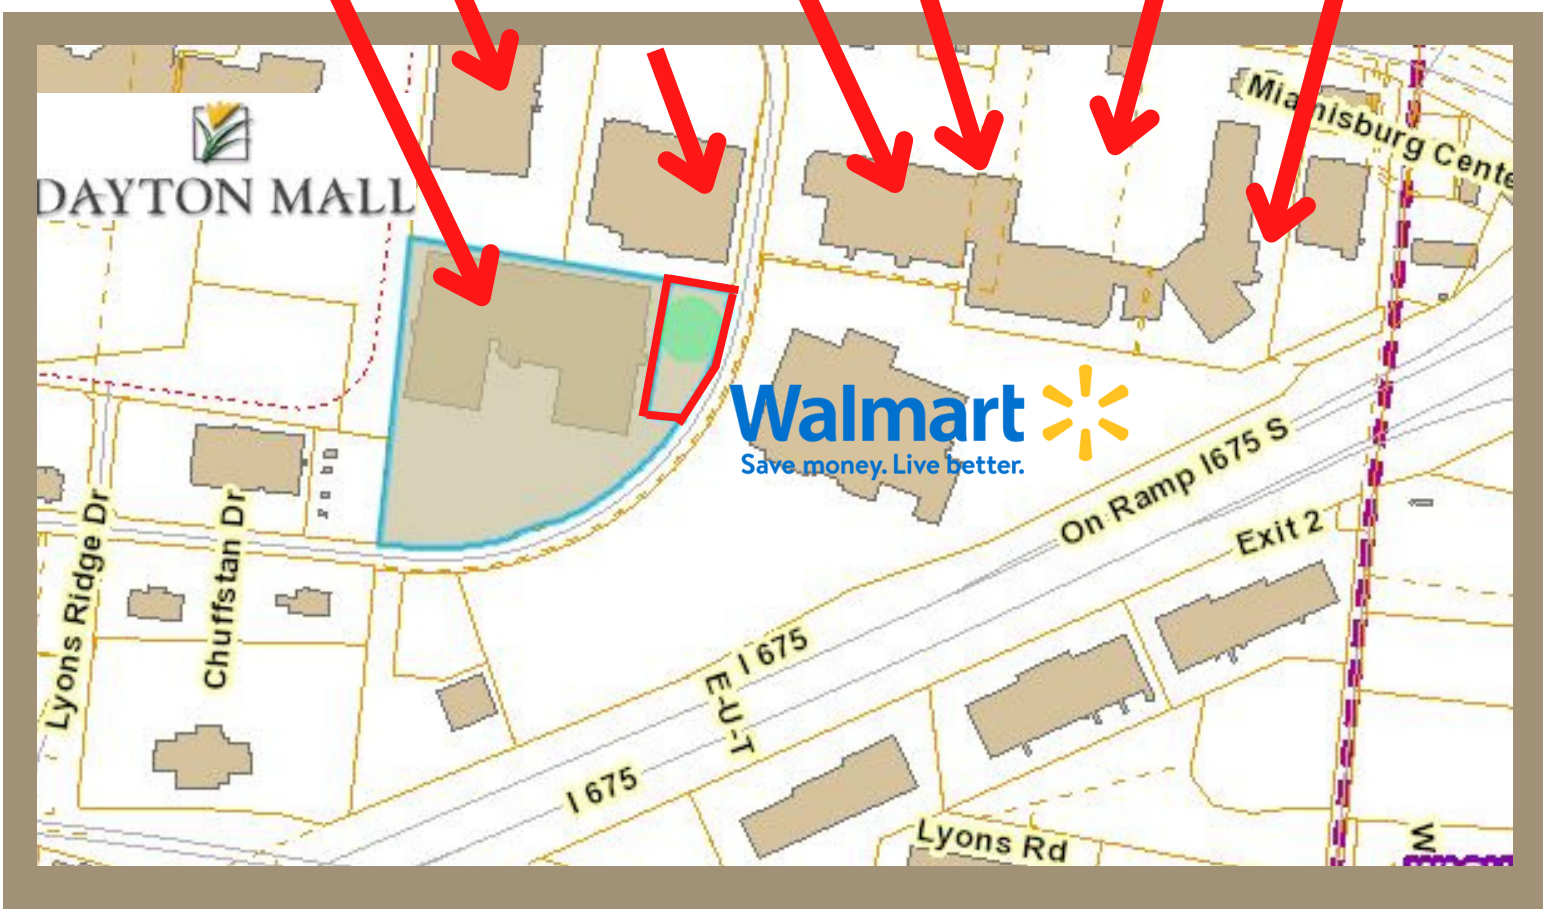 Miamisburg Cente
DAYTON MALL
Walmart
Save money. Live better.
On Ramp I675 S
Exit 2
Lyons Ridge Dr
Chuffstan Dr
I 675
E-U-T
I 675
Lyons Rd
W